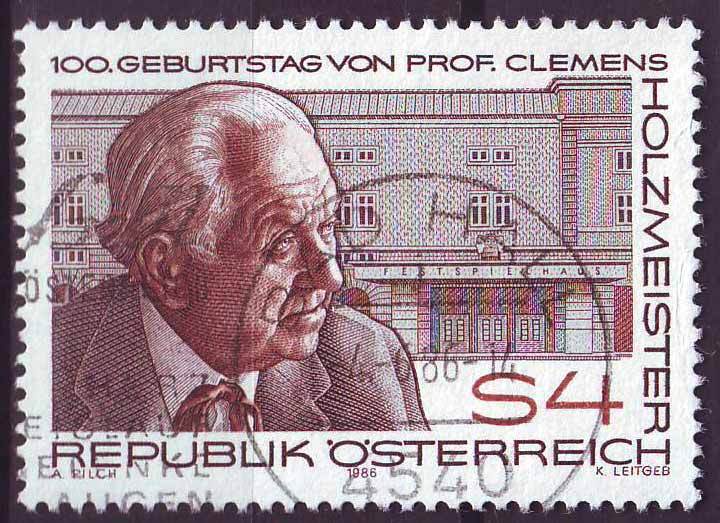 100. GEBURTSTAG VON PROF. CLEMENS
HOLZMEISTER
FESTSPIELHAUS
S4
REPUBLIK ÖSTERREICH
A. PILCH
1986
K. LEITGEB
4540